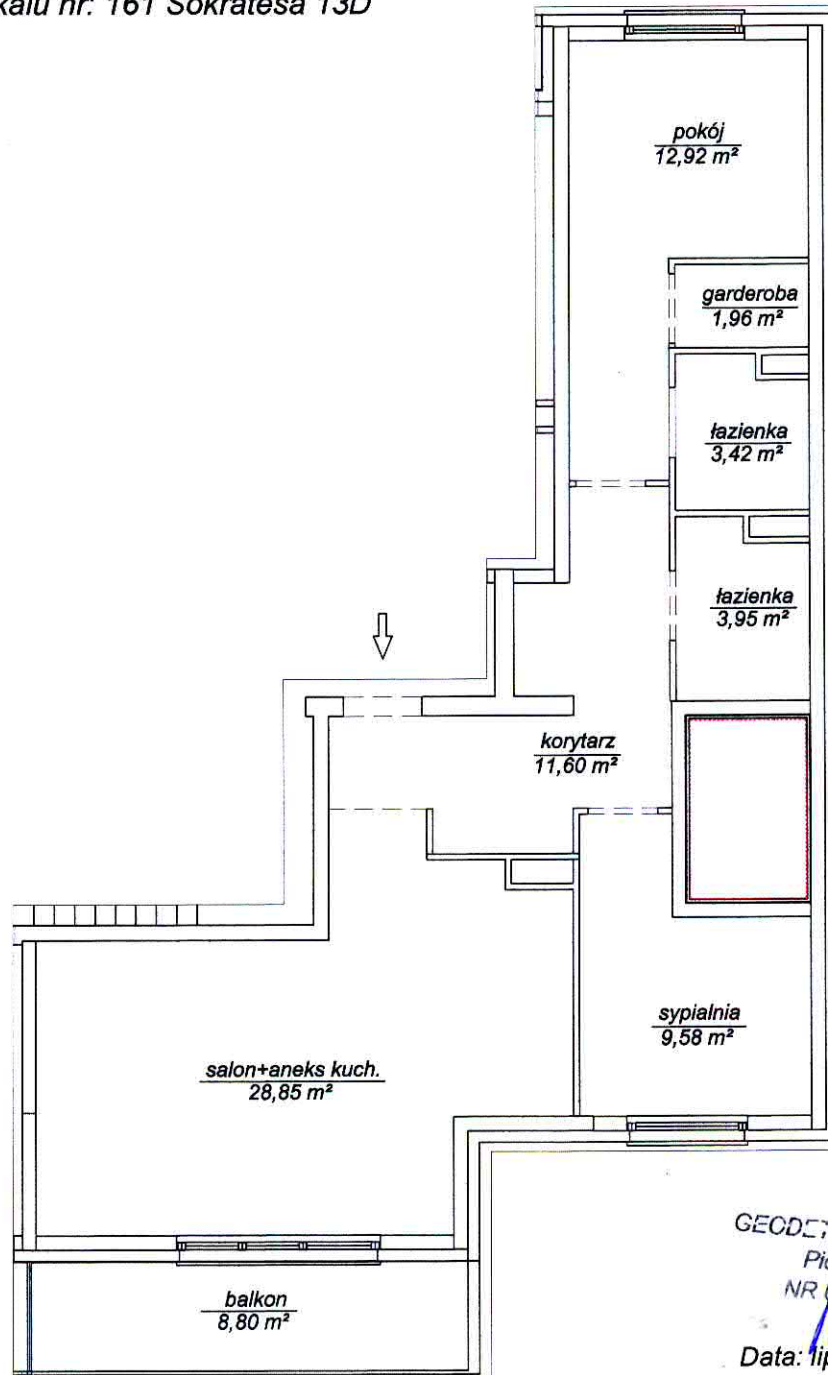 nr: 161 Sokratesa 13D
pokój
12,92 m²
garderoba
1,96 m²
łazienka
3,42 m²
łazienka
3,95 m²
korytarz
11,60 m²
sypialnia
9,58 m²
salon+aneks kuch.
28,85 m²
balkon
8,80 m²
NR
Data: